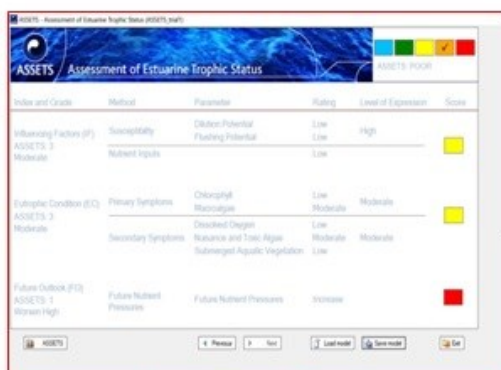 ASSETS - Assessment of Estuarine Trophic Status (ASSETS_trial1)
ASSETS Assessment of Estuarine Trophic Status
ASSETS: POOR
Index and Grade Method Parameter Rating Level of Expression Score
Influencing Factors (IF)
ASSETS: 3
Moderate
Susceptibility
Dilution Potential Low
Flushing Potential Low
High
Nutrient Inputs Low
Eutrophic Condition (EC)
ASSETS: 3
Moderate
Primary Symptoms
Chlorophyll Low
Macroalgae Moderate
Moderate
Secondary Symptoms
Dissolved Oxygen Low
Nuisance and Toxic Algae Moderate
Submerged Aquatic Vegetation Low
Moderate
Future Outlook (FO)
ASSETS: 1
Worsen High
Future Nutrient
Pressures
Future Nutrient Pressures Increase
ASSETS Previous Next Load model Save model Exit